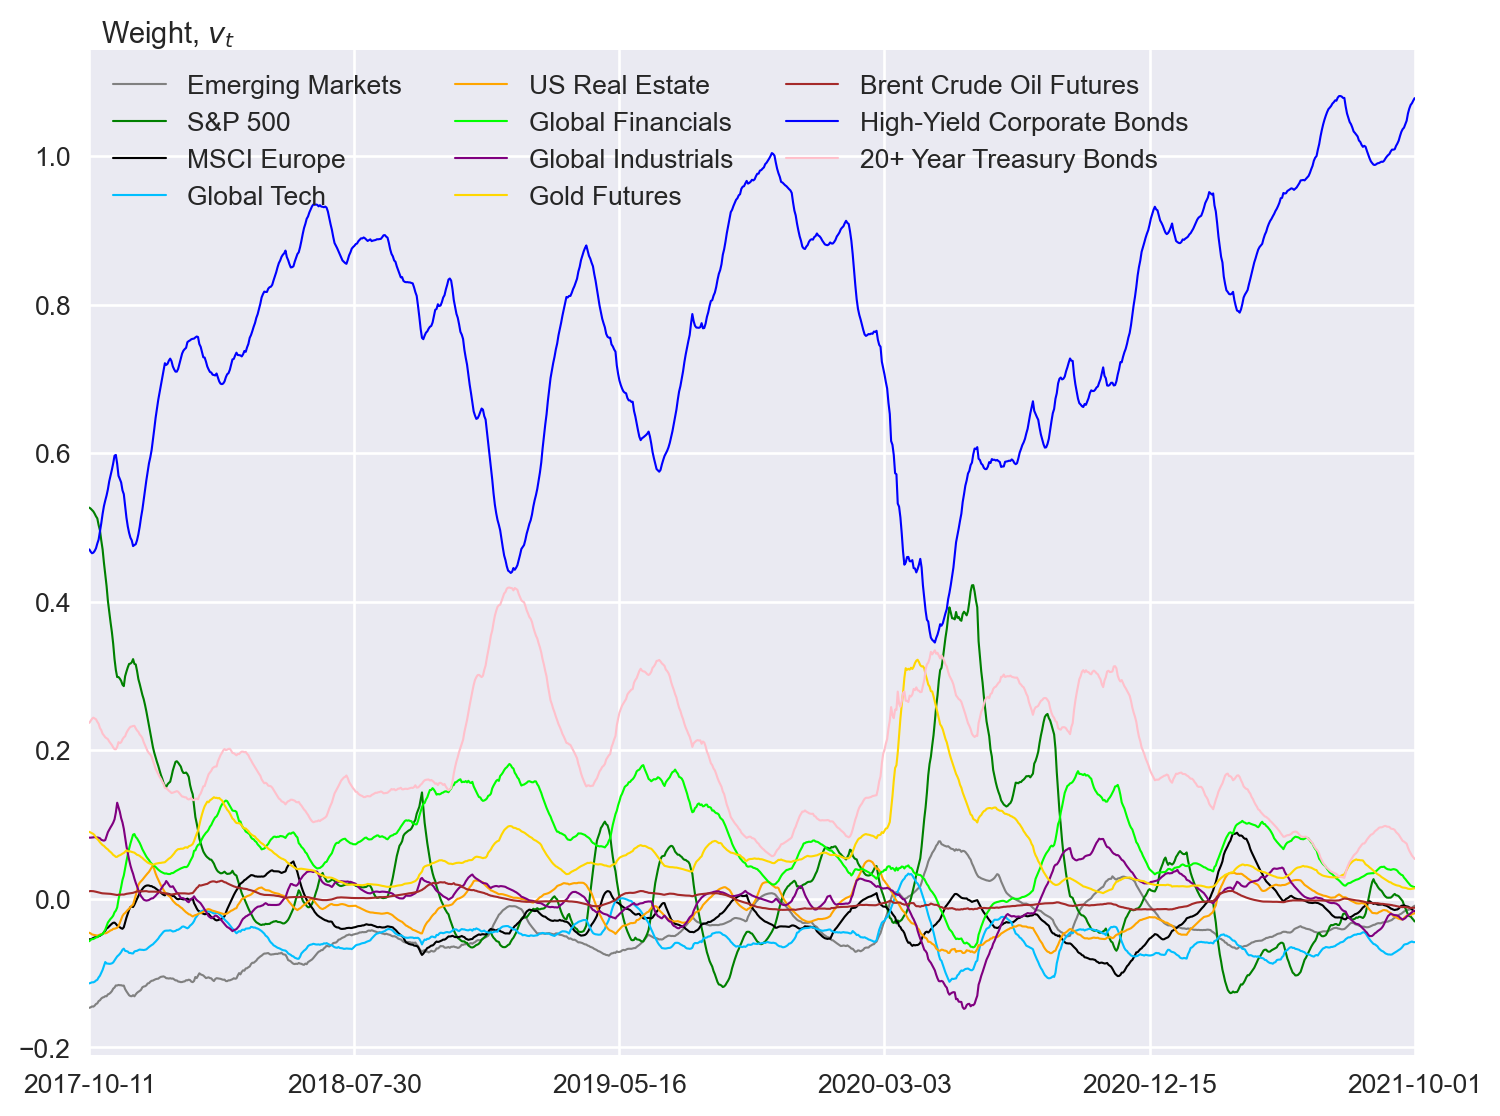 Weight, v_t
Emerging Markets
S&P 500
MSCI Europe
Global Tech
US Real Estate
Global Financials
Global Industrials
Gold Futures
Brent Crude Oil Futures
High-Yield Corporate Bonds
20+ Year Treasury Bonds
1.0
0.8
0.6
0.4
0.2
0.0
−0.2
2017-10-11 2018-07-30 2019-05-16 2020-03-03 2020-12-15 2021-10-01